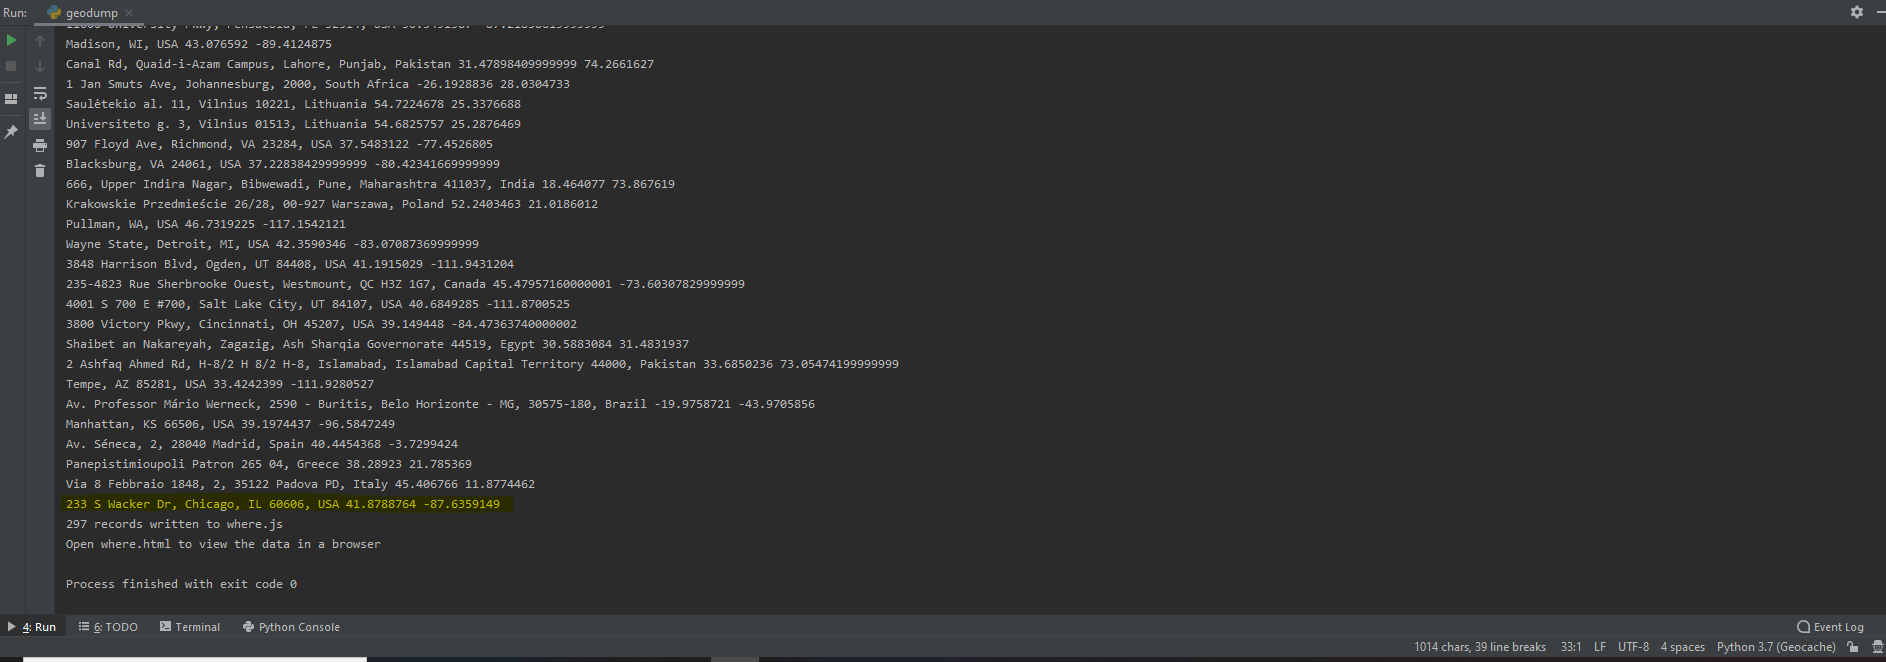 Run: geodump
Madison, WI, USA 43.076592 -89.4124875
Canal Rd, Quaid-i-Azam Campus, Lahore, Punjab, Pakistan 31.47898409999999 74.2661627
1 Jan Smuts Ave, Johannesburg, 2000, South Africa -26.1928836 28.0304733
Saulėtekio al. 11, Vilnius 10221, Lithuania 54.7224678 25.3376688
Universiteto g. 3, Vilnius 01513, Lithuania 54.6825757 25.2876469
907 Floyd Ave, Richmond, VA 23284, USA 37.5483122 -77.4526805
Blacksburg, VA 24061, USA 37.22838429999999 -80.42341669999999
666, Upper Indira Nagar, Bibwewadi, Pune, Maharashtra 411037, India 18.464077 73.867619
Krakowskie Przedmieście 26/28, 00-927 Warszawa, Poland 52.2403463 21.0186012
Pullman, WA, USA 46.7319225 -117.1542121
Wayne State, Detroit, MI, USA 42.3590346 -83.07087369999999
3848 Harrison Blvd, Ogden, UT 84408, USA 41.1915029 -111.9431204
235-4823 Rue Sherbrooke Ouest, Westmount, QC H3Z 1G7, Canada 45.47957160000001 -73.60307829999999
4001 S 700 E #700, Salt Lake City, UT 84107, USA 40.6849285 -111.8700525
3800 Victory Pkwy, Cincinnati, OH 45207, USA 39.149448 -84.47363740000002
Shaibet an Nakareyah, Zagazig, Ash Sharqia Governorate 44519, Egypt 30.5883084 31.4831937
2 Ashfaq Ahmed Rd, H-8/2 H 8/2 H-8, Islamabad, Islamabad Capital Territory 44000, Pakistan 33.6850236 73.05474199999999
Tempe, AZ 85281, USA 33.4242399 -111.9280527
Av. Professor Mário Werneck, 2590 - Buritis, Belo Horizonte - MG, 30575-180, Brazil -19.9758721 -43.9705856
Manhattan, KS 66506, USA 39.1974437 -96.5847249
Av. Séneca, 2, 28040 Madrid, Spain 40.4454368 -3.7299424
Panepistimioupoli Patron 265 04, Greece 38.28923 21.785369
Via 8 Febbraio 1848, 2, 35122 Padova PD, Italy 45.406766 11.8774462
233 S Wacker Dr, Chicago, IL 60606, USA 41.8788764 -87.6359149
297 records written to where.js
Open where.html to view the data in a browser
Process finished with exit code 0
4: Run 6: TODO Terminal Python Console Event Log
1014 chars, 39 line breaks 33:1 LF UTF-8 4 spaces Python 3.7 (Geocache)